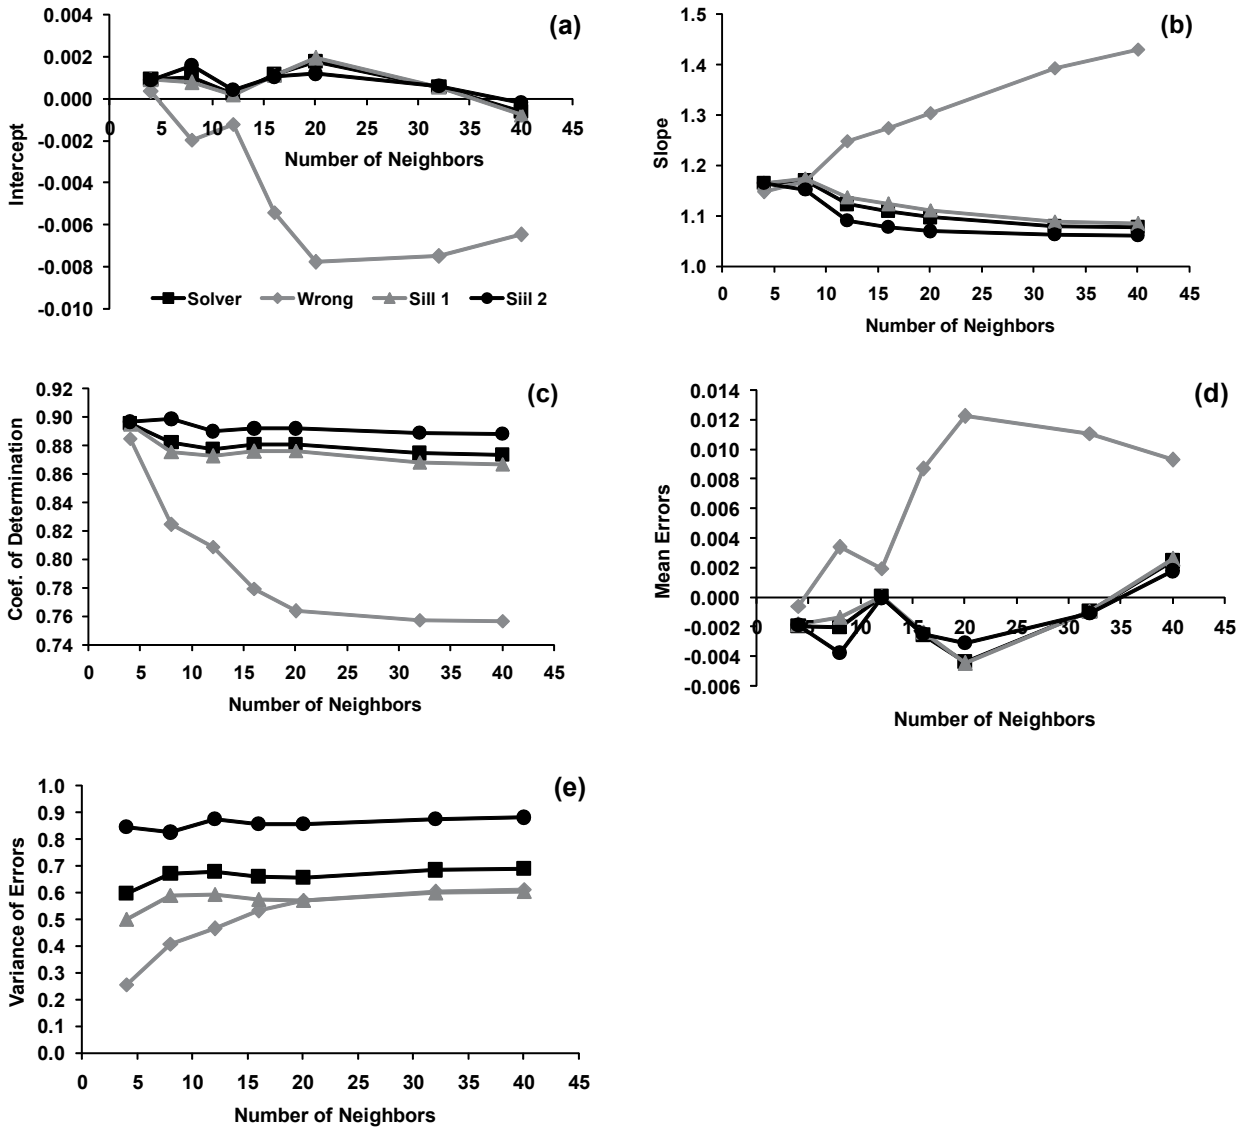 (a)
0.004
0.002
0.000
-0.002
-0.004
-0.006
-0.008
-0.010
0 5 10 15 20 25 30 35 40 45
Number of Neighbors
Intercept
Solver Wrong Sill 1 Siil 2
(b)
1.5
1.4
1.3
1.2
1.1
1.0
0 5 10 15 20 25 30 35 40 45
Number of Neighbors
Slope
(c)
0.92
0.90
0.88
0.86
0.84
0.82
0.80
0.78
0.76
0.74
0 5 10 15 20 25 30 35 40 45
Number of Neighbors
Coef. of Determination
(d)
0.014
0.012
0.010
0.008
0.006
0.004
0.002
0.000
-0.002
-0.004
-0.006
0 10 15 20 25 30 35 40 45
Number of Neighbors
Mean Errors
(e)
1.0
0.9
0.8
0.7
0.6
0.5
0.4
0.3
0.2
0.1
0.0
0 5 10 15 20 25 30 35 40 45
Number of Neighbors
Variance of Errors